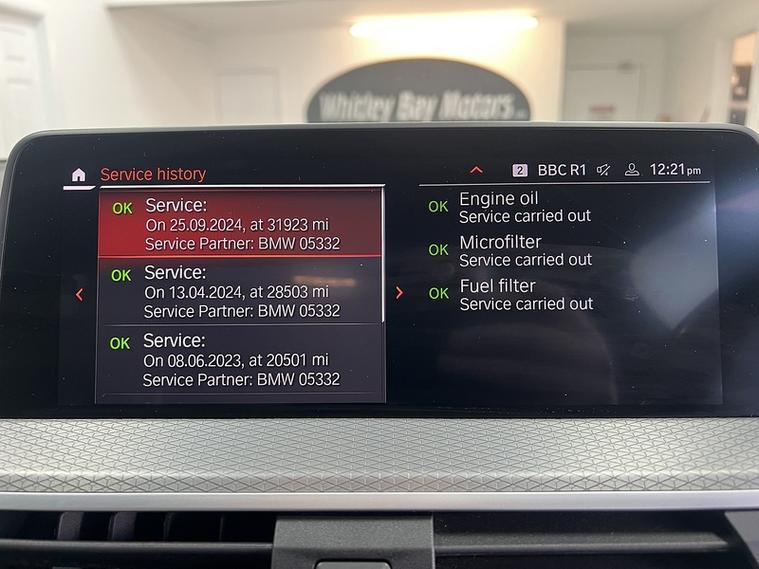 Whitley Bay Motors
Service history
2 BBC R1 12:21pm
OK Service:
On 25.09.2024, at 31923 mi
Service Partner: BMW 05332
OK Service:
On 13.04.2024, at 28503 mi
Service Partner: BMW 05332
OK Service:
On 08.06.2023, at 20501 mi
Service Partner: BMW 05332
OK Engine oil
Service carried out
OK Microfilter
Service carried out
OK Fuel filter
Service carried out